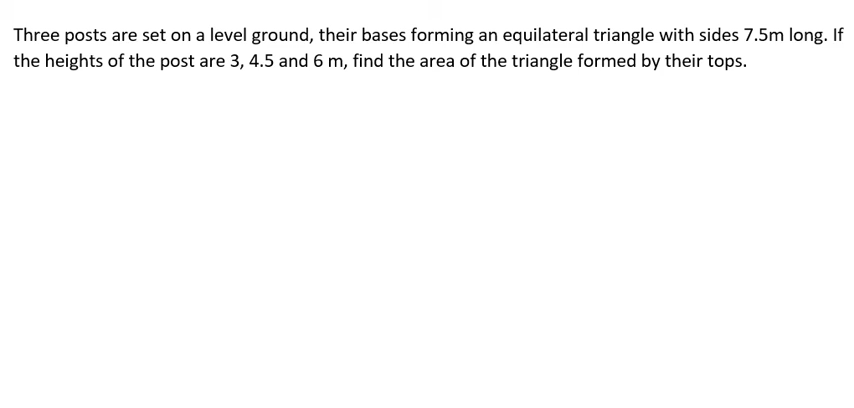 Three posts are set on a level ground, their bases forming an equilateral triangle with sides 7.5m long. If
the heights of the post are 3, 4.5 and 6 m, find the area of the triangle formed by their tops.